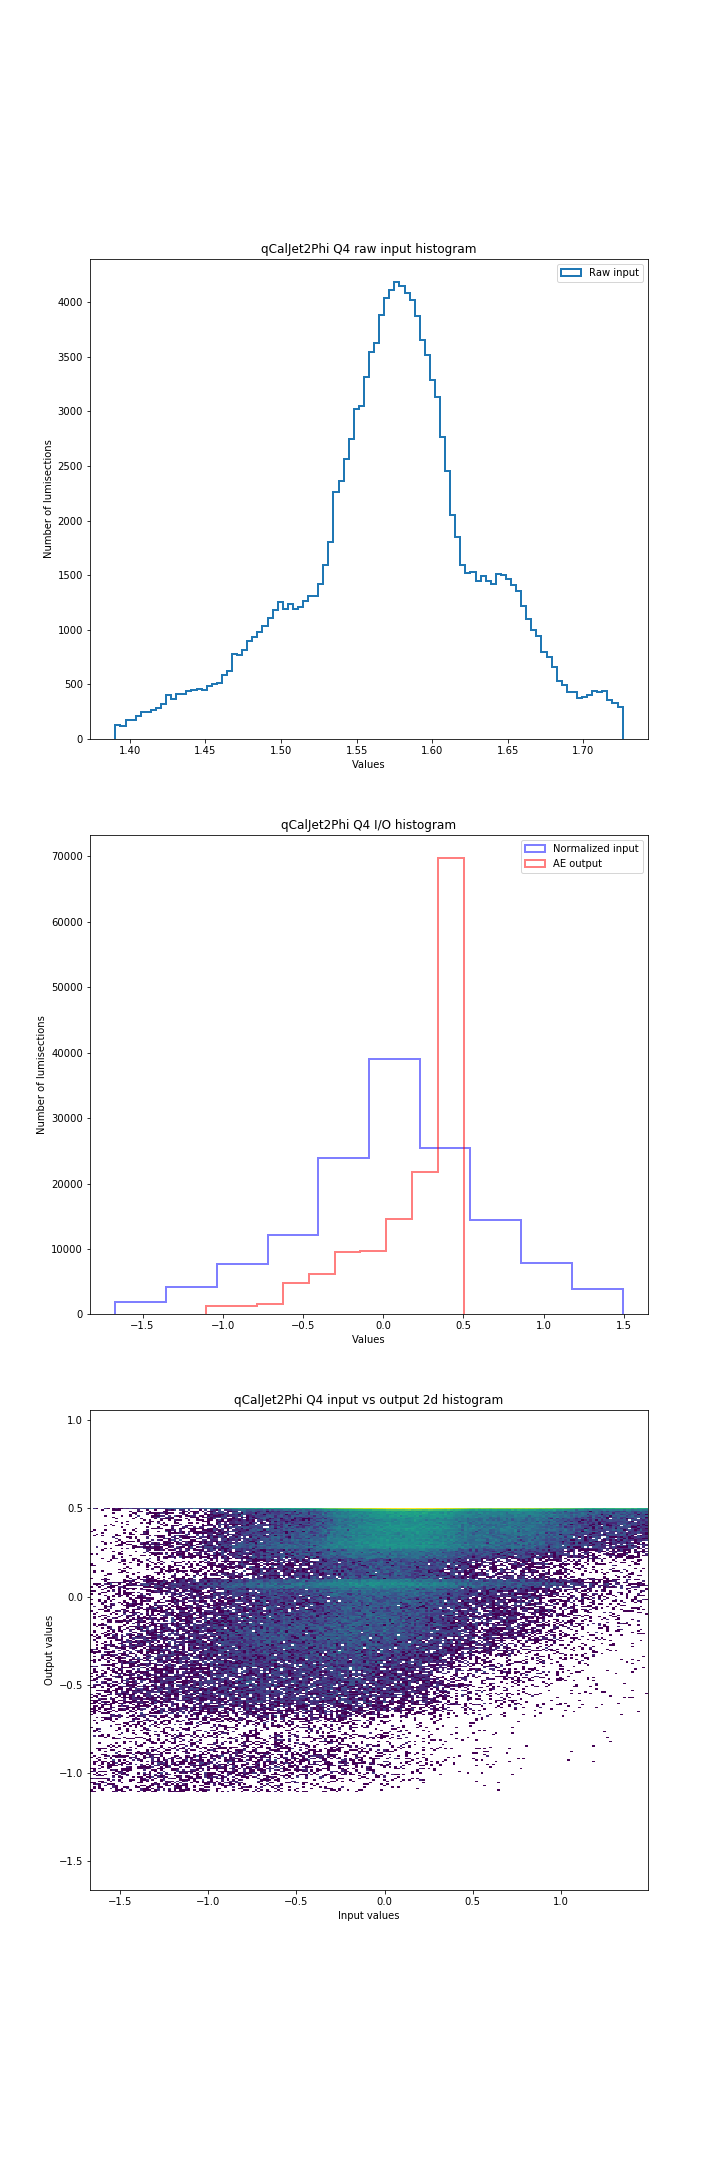 qCalJet2Phi Q4 raw input histogram
Raw input
4000
3500
3000
2500
2000
1500
1000
500
0
Number of lumisections
1.40 1.45 1.50 1.55 1.60 1.65 1.70
Values
qCalJet2Phi Q4 I/O histogram
Normalized input
AE output
70000
60000
50000
40000
30000
20000
10000
0
Number of lumisections
−1.5 −1.0 −0.5 0.0 0.5 1.0 1.5
Values
qCalJet2Phi Q4 input vs output 2d histogram
1.0
0.5
0.0
−0.5
−1.0
−1.5
Output values
−1.5 −1.0 −0.5 0.0 0.5 1.0
Input values